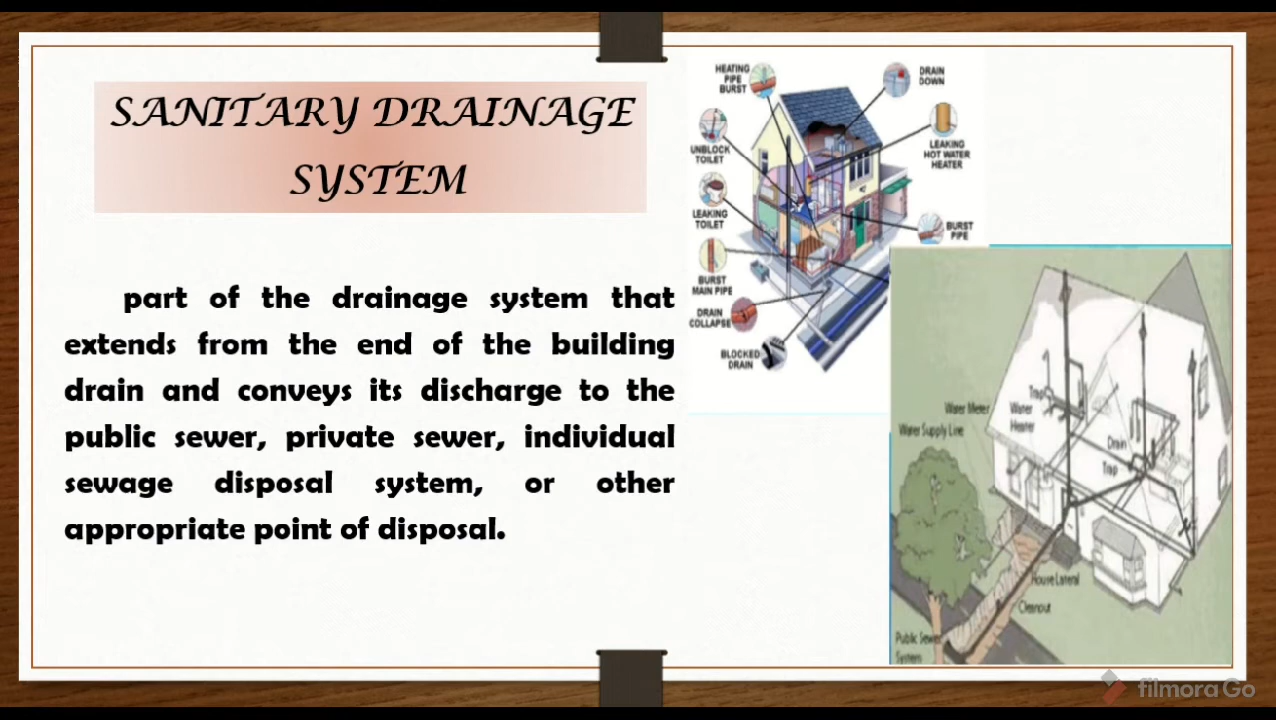 SANITARY DRAINAGE
SYSTEM
part of the drainage system that
extends from the end of the building
drain and conveys its discharge to the
public sewer, private sewer, individual
sewage disposal system, or other
appropriate point of disposal.
HEATING
PIPE
BURST
DRAIN
DOWN
UNBLOCK
TOILET
LEAKING
HOT WATER
HEATER
LEAKING
TOILET
BURST
PIPE
BURST
MAIN PIPE
DRAIN
COLLAPSE
BLOCKED
DRAIN
Trap
Water Meter
Water
Heater
Water Supply Line
Drain
Trap
House Lateral
Cleanout
Public Sewer
System
filmora Go